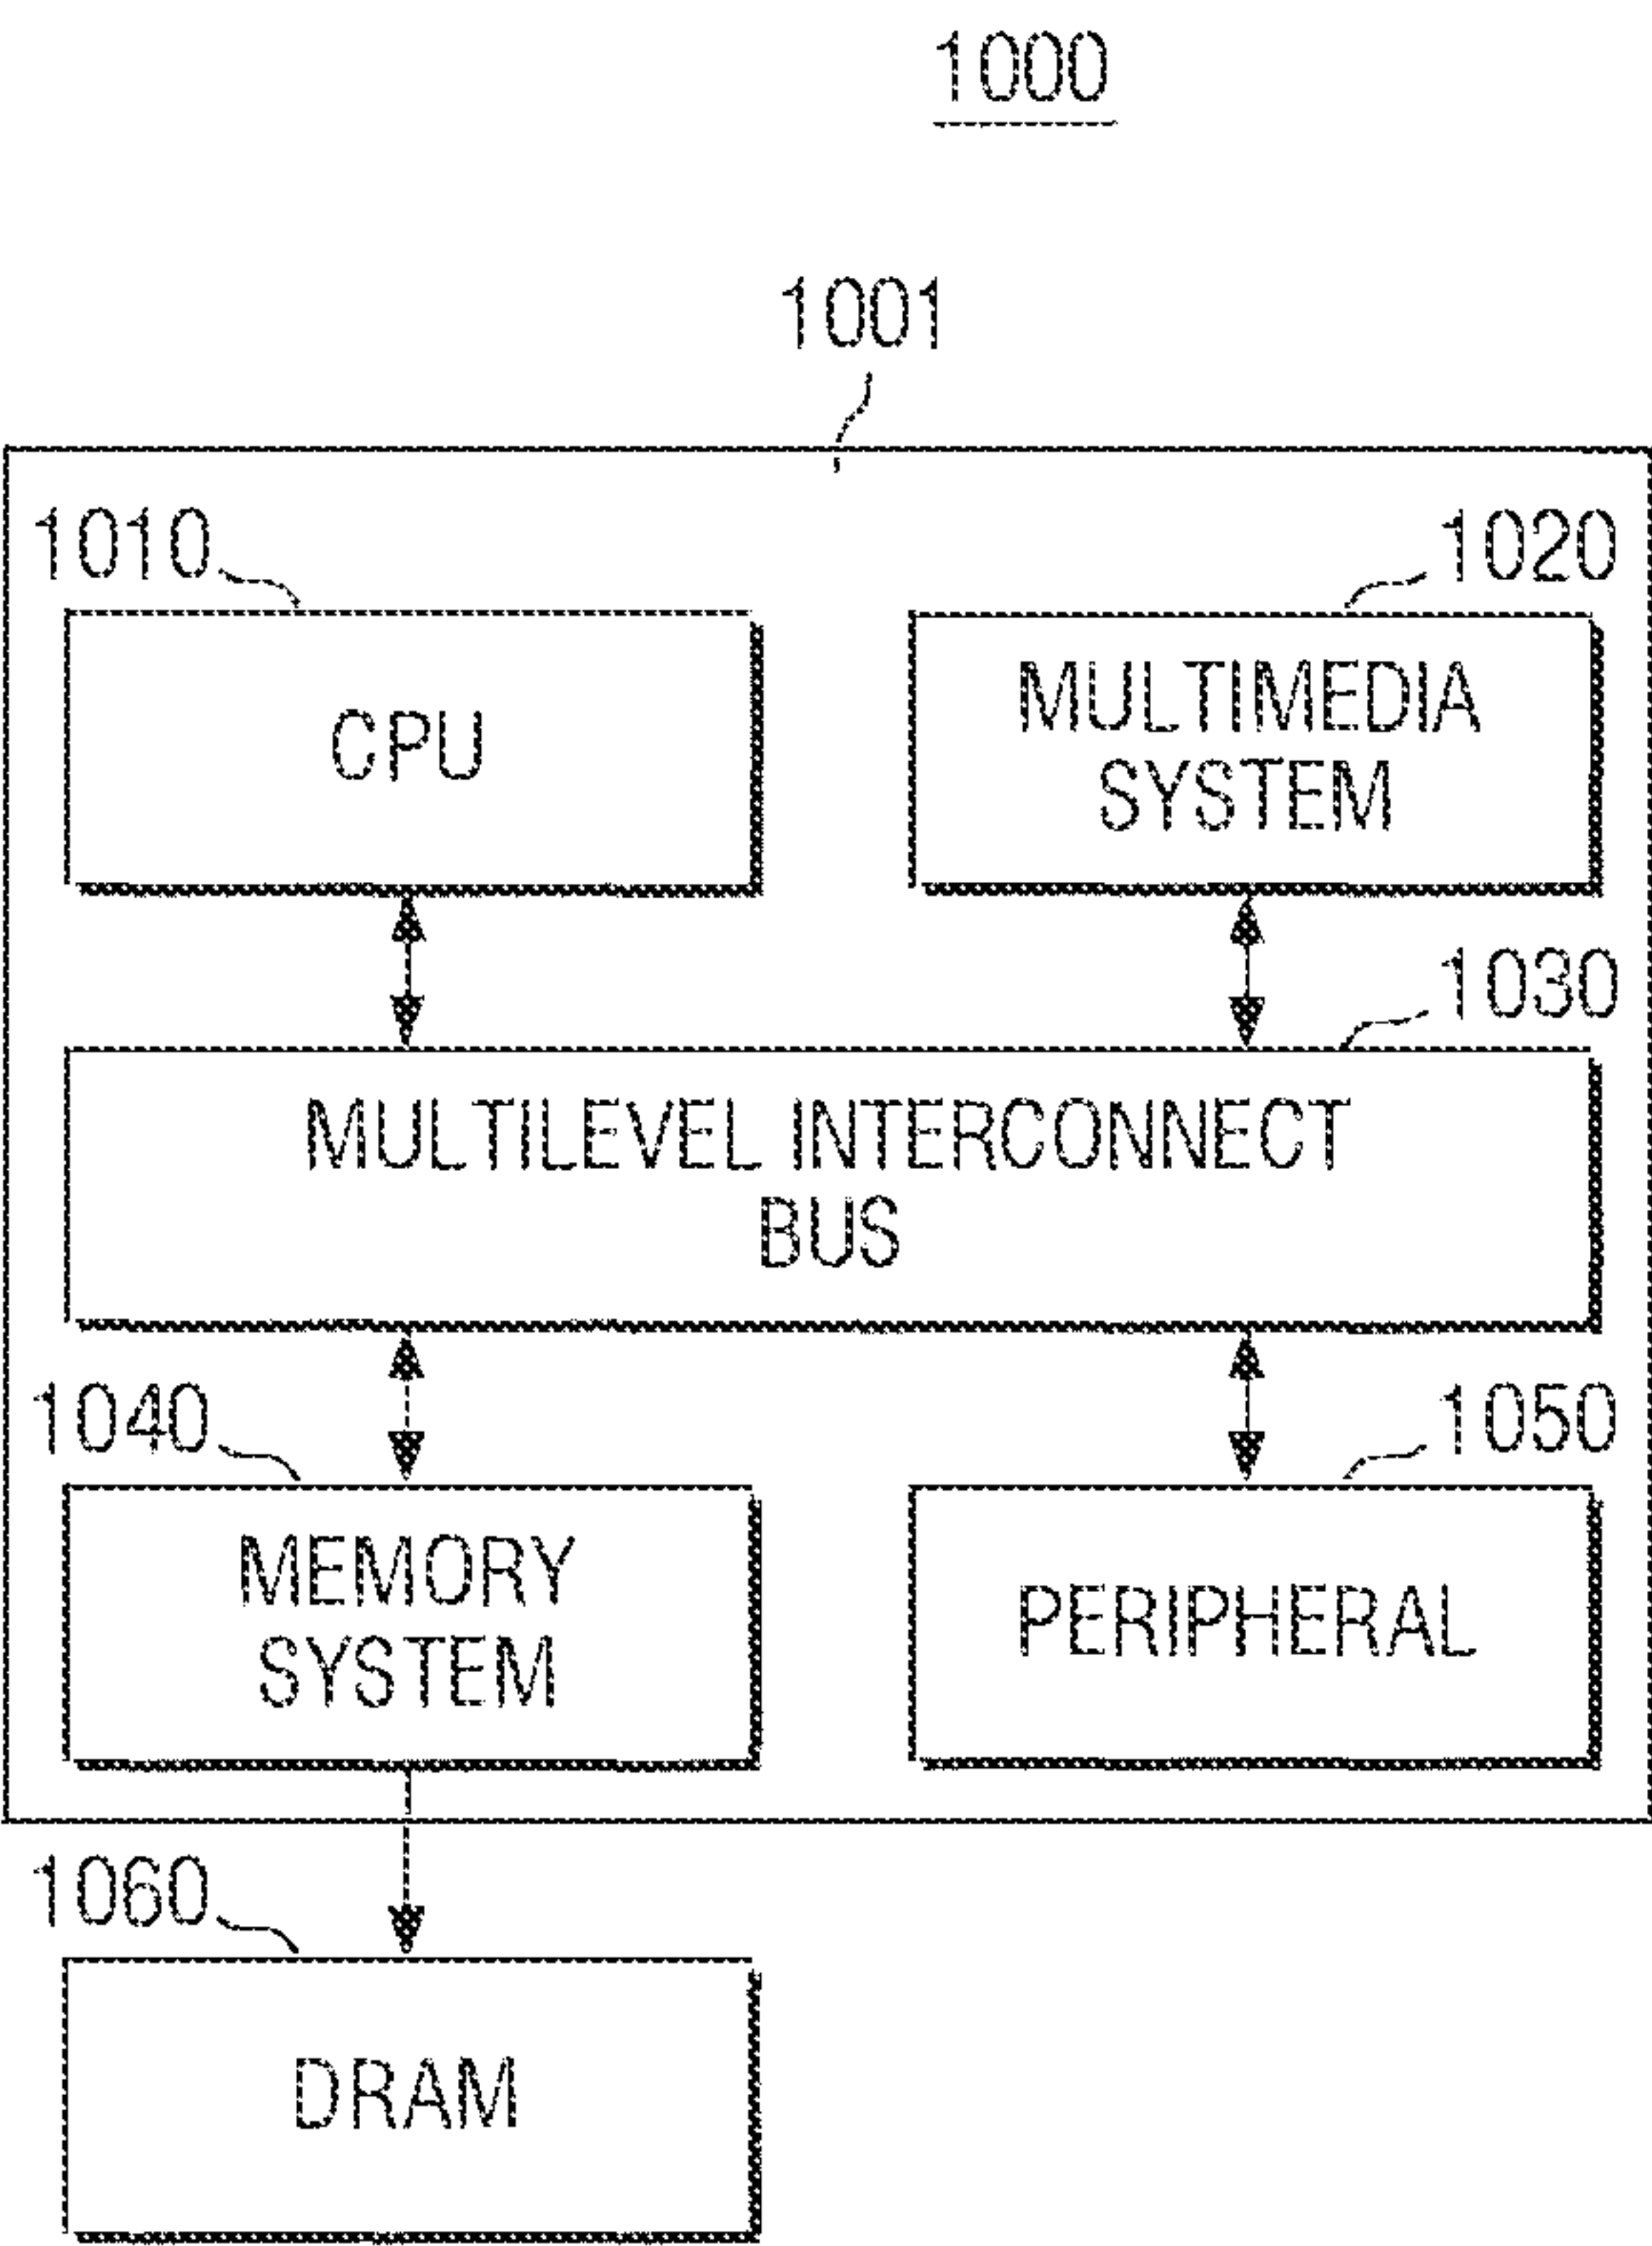 1000
1001
1010
1020
CPU
MULTIMEDIA
SYSTEM
1030
MULTILEVEL INTERCONNECT
BUS
1040
1050
MEMORY
SYSTEM
PERIPHERAL
1060
DRAM